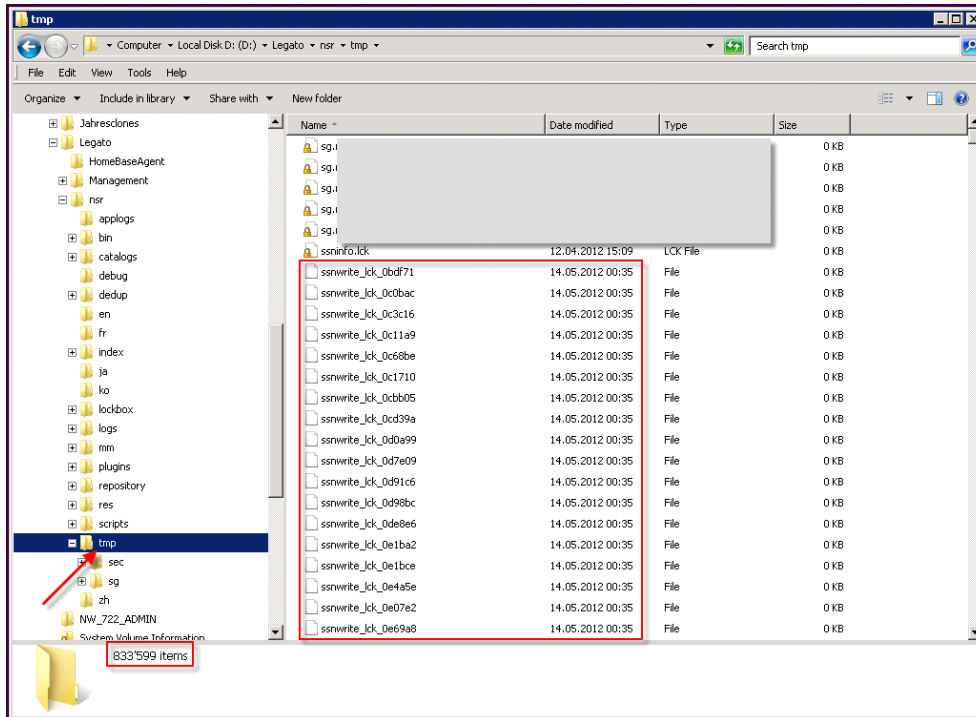 tmp
Computer Local Disk D: (D:) Legato nsr tmp
Search tmp
File Edit View Tools Help
Organize Include in library Share with New folder
Jahresclones
Legato
HomeBaseAgent
Management
nsr
applogs
bin
catalogs
debug
dedup
en
fr
index
ja
ko
lockbox
logs
mm
plugins
repository
res
scripts
tmp
sec
sg
zh
NW_722_ADMIN
System Volume Information
Name Date modified Type Size
sg. 0 KB
sg. 0 KB
sg. 0 KB
sg. 0 KB
sg. 0 KB
ssninfo.lck 12.04.2012 15:09 LCK File 0 KB
ssnwrite_lck_0bdf71 14.05.2012 00:35 File 0 KB
ssnwrite_lck_0c0bac 14.05.2012 00:35 File 0 KB
ssnwrite_lck_0c3c16 14.05.2012 00:35 File 0 KB
ssnwrite_lck_0c11a9 14.05.2012 00:35 File 0 KB
ssnwrite_lck_0c68be 14.05.2012 00:35 File 0 KB
ssnwrite_lck_0c1710 14.05.2012 00:35 File 0 KB
ssnwrite_lck_0cbb05 14.05.2012 00:35 File 0 KB
ssnwrite_lck_0cd39a 14.05.2012 00:35 File 0 KB
ssnwrite_lck_0d0a99 14.05.2012 00:35 File 0 KB
ssnwrite_lck_0d7e09 14.05.2012 00:35 File 0 KB
ssnwrite_lck_0d91c6 14.05.2012 00:35 File 0 KB
ssnwrite_lck_0d98bc 14.05.2012 00:35 File 0 KB
ssnwrite_lck_0de8e6 14.05.2012 00:35 File 0 KB
ssnwrite_lck_0e1ba2 14.05.2012 00:35 File 0 KB
ssnwrite_lck_0e1bce 14.05.2012 00:35 File 0 KB
ssnwrite_lck_0e4a5e 14.05.2012 00:35 File 0 KB
ssnwrite_lck_0e07e2 14.05.2012 00:35 File 0 KB
ssnwrite_lck_0e69a8 14.05.2012 00:35 File 0 KB
833'599 items